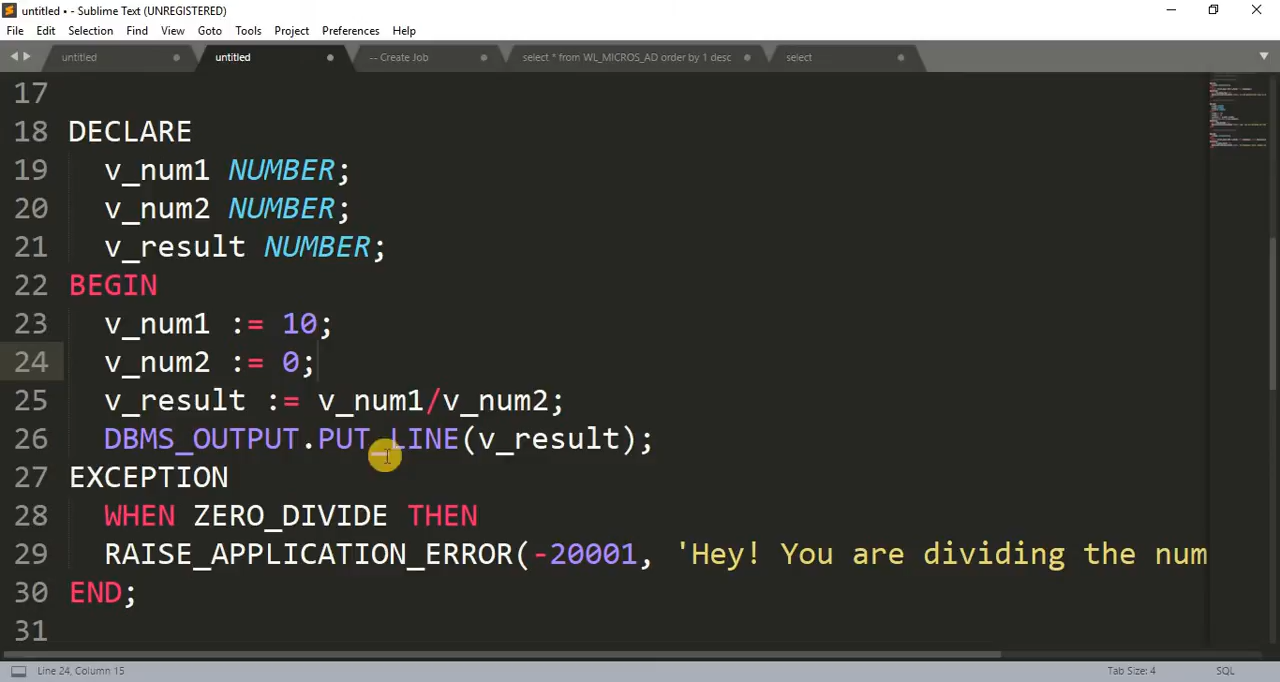 untitled • - Sublime Text (UNREGISTERED)
File Edit Selection Find View Goto Tools Project Preferences Help
untitled untitled -- Create Job select * from WL_MICROS_AD order by 1 desc select
17
18 DECLARE
19 v_num1 NUMBER;
20 v_num2 NUMBER;
21 v_result NUMBER;
22 BEGIN
23 v_num1 := 10;
24 v_num2 := 0;
25 v_result := v_num1/v_num2;
26 DBMS_OUTPUT.PUT_LINE(v_result);
27 EXCEPTION
28 WHEN ZERO_DIVIDE THEN
29 RAISE_APPLICATION_ERROR(-20001, 'Hey! You are dividing the num
30 END;
31
Line 24, Column 15 Tab Size: 4 SQL